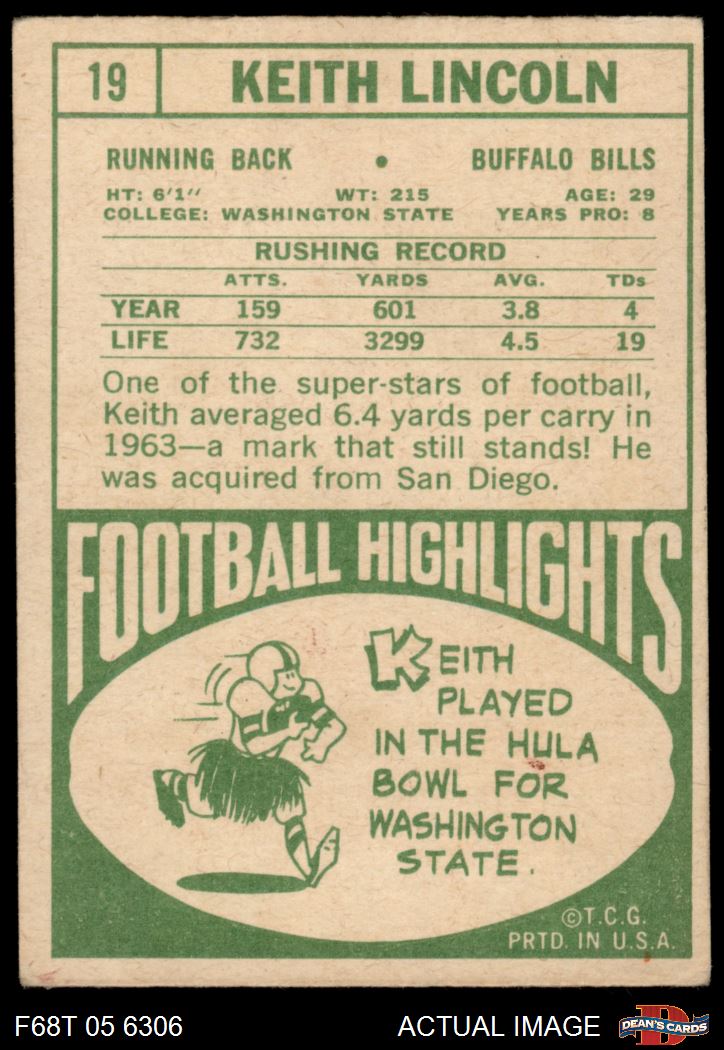 19 KEITH LINCOLN
RUNNING BACK • BUFFALO BILLS
HT: 6'1" WT: 215 AGE: 29
COLLEGE: WASHINGTON STATE YEARS PRO: 8
RUSHING RECORD
ATTS. YARDS AVG. TDs
YEAR 159 601 3.8 4
LIFE 732 3299 4.5 19
One of the super-stars of football,
Keith averaged 6.4 yards per carry in
1963—a mark that still stands! He
was acquired from San Diego.
FOOTBALL HIGHLIGHTS
KEITH
PLAYED
IN THE HULA
BOWL FOR
WASHINGTON
STATE.
©T.C.G.
PRTD. IN U.S.A.
F68T 05 6306 ACTUAL IMAGE D DEAN'S CARDS